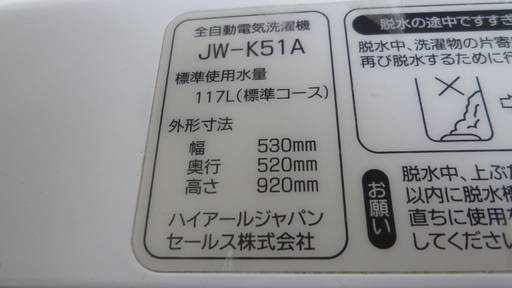 全自動電気洗濯機
JW-K51A
標準使用水量
117L(標準コース)
外形寸法
幅 530mm
奥行 520mm
高さ 920mm
ハイアールジャパン
セールス株式会社
脱水の途中ですすぎ
脱水中、洗濯物の片寄
再び脱水するために行
お願い
脱水中、上ぶた
以内に脱水槽
直ちに使用を
してください